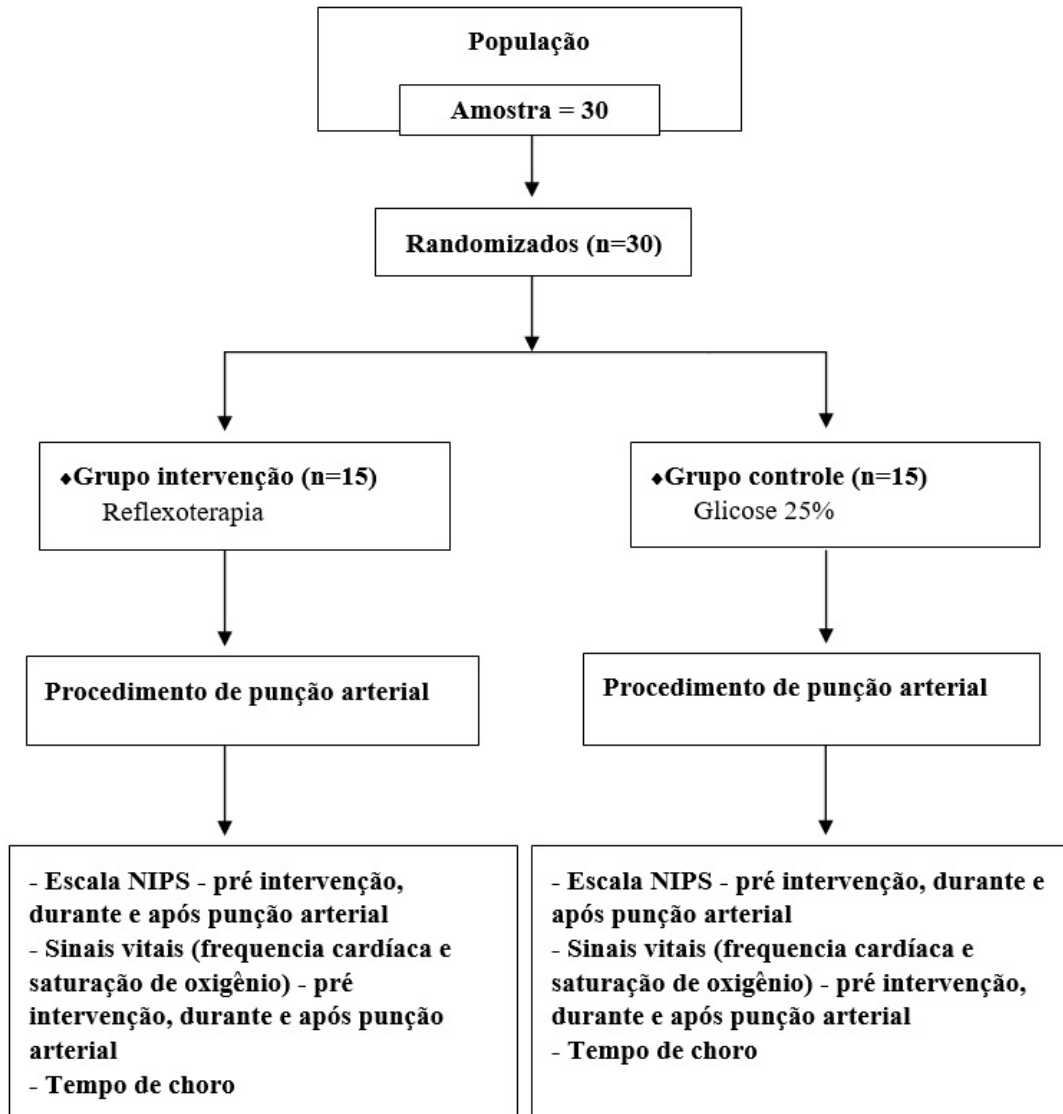 População
Amostra = 30
Randomizados (n=30)
♦Grupo intervenção (n=15)
Reflexoterapia
♦Grupo controle (n=15)
Glicose 25%
Procedimento de punção arterial
Procedimento de punção arterial
- Escala NIPS - pré intervenção,
durante e após punção arterial
- Sinais vitais (frequencia cardíaca e
saturação de oxigênio) - pré
intervenção, durante e após punção
arterial
- Tempo de choro
- Escala NIPS - pré intervenção, durante e
após punção arterial
- Sinais vitais (frequencia cardíaca e
saturação de oxigênio) - pré intervenção,
durante e após punção arterial
- Tempo de choro